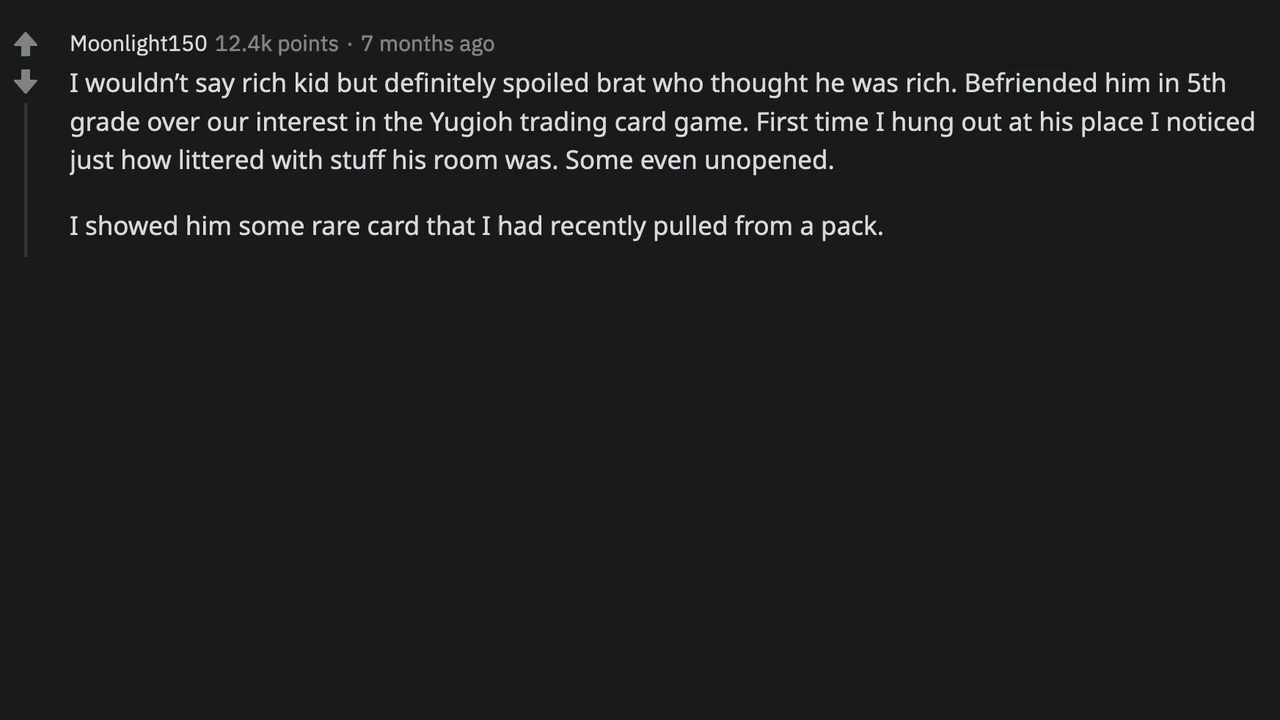 Moonlight150 12.4k points · 7 months ago
I wouldn’t say rich kid but definitely spoiled brat who thought he was rich. Befriended him in 5th
grade over our interest in the Yugioh trading card game. First time I hung out at his place I noticed
just how littered with stuff his room was. Some even unopened.
I showed him some rare card that I had recently pulled from a pack.